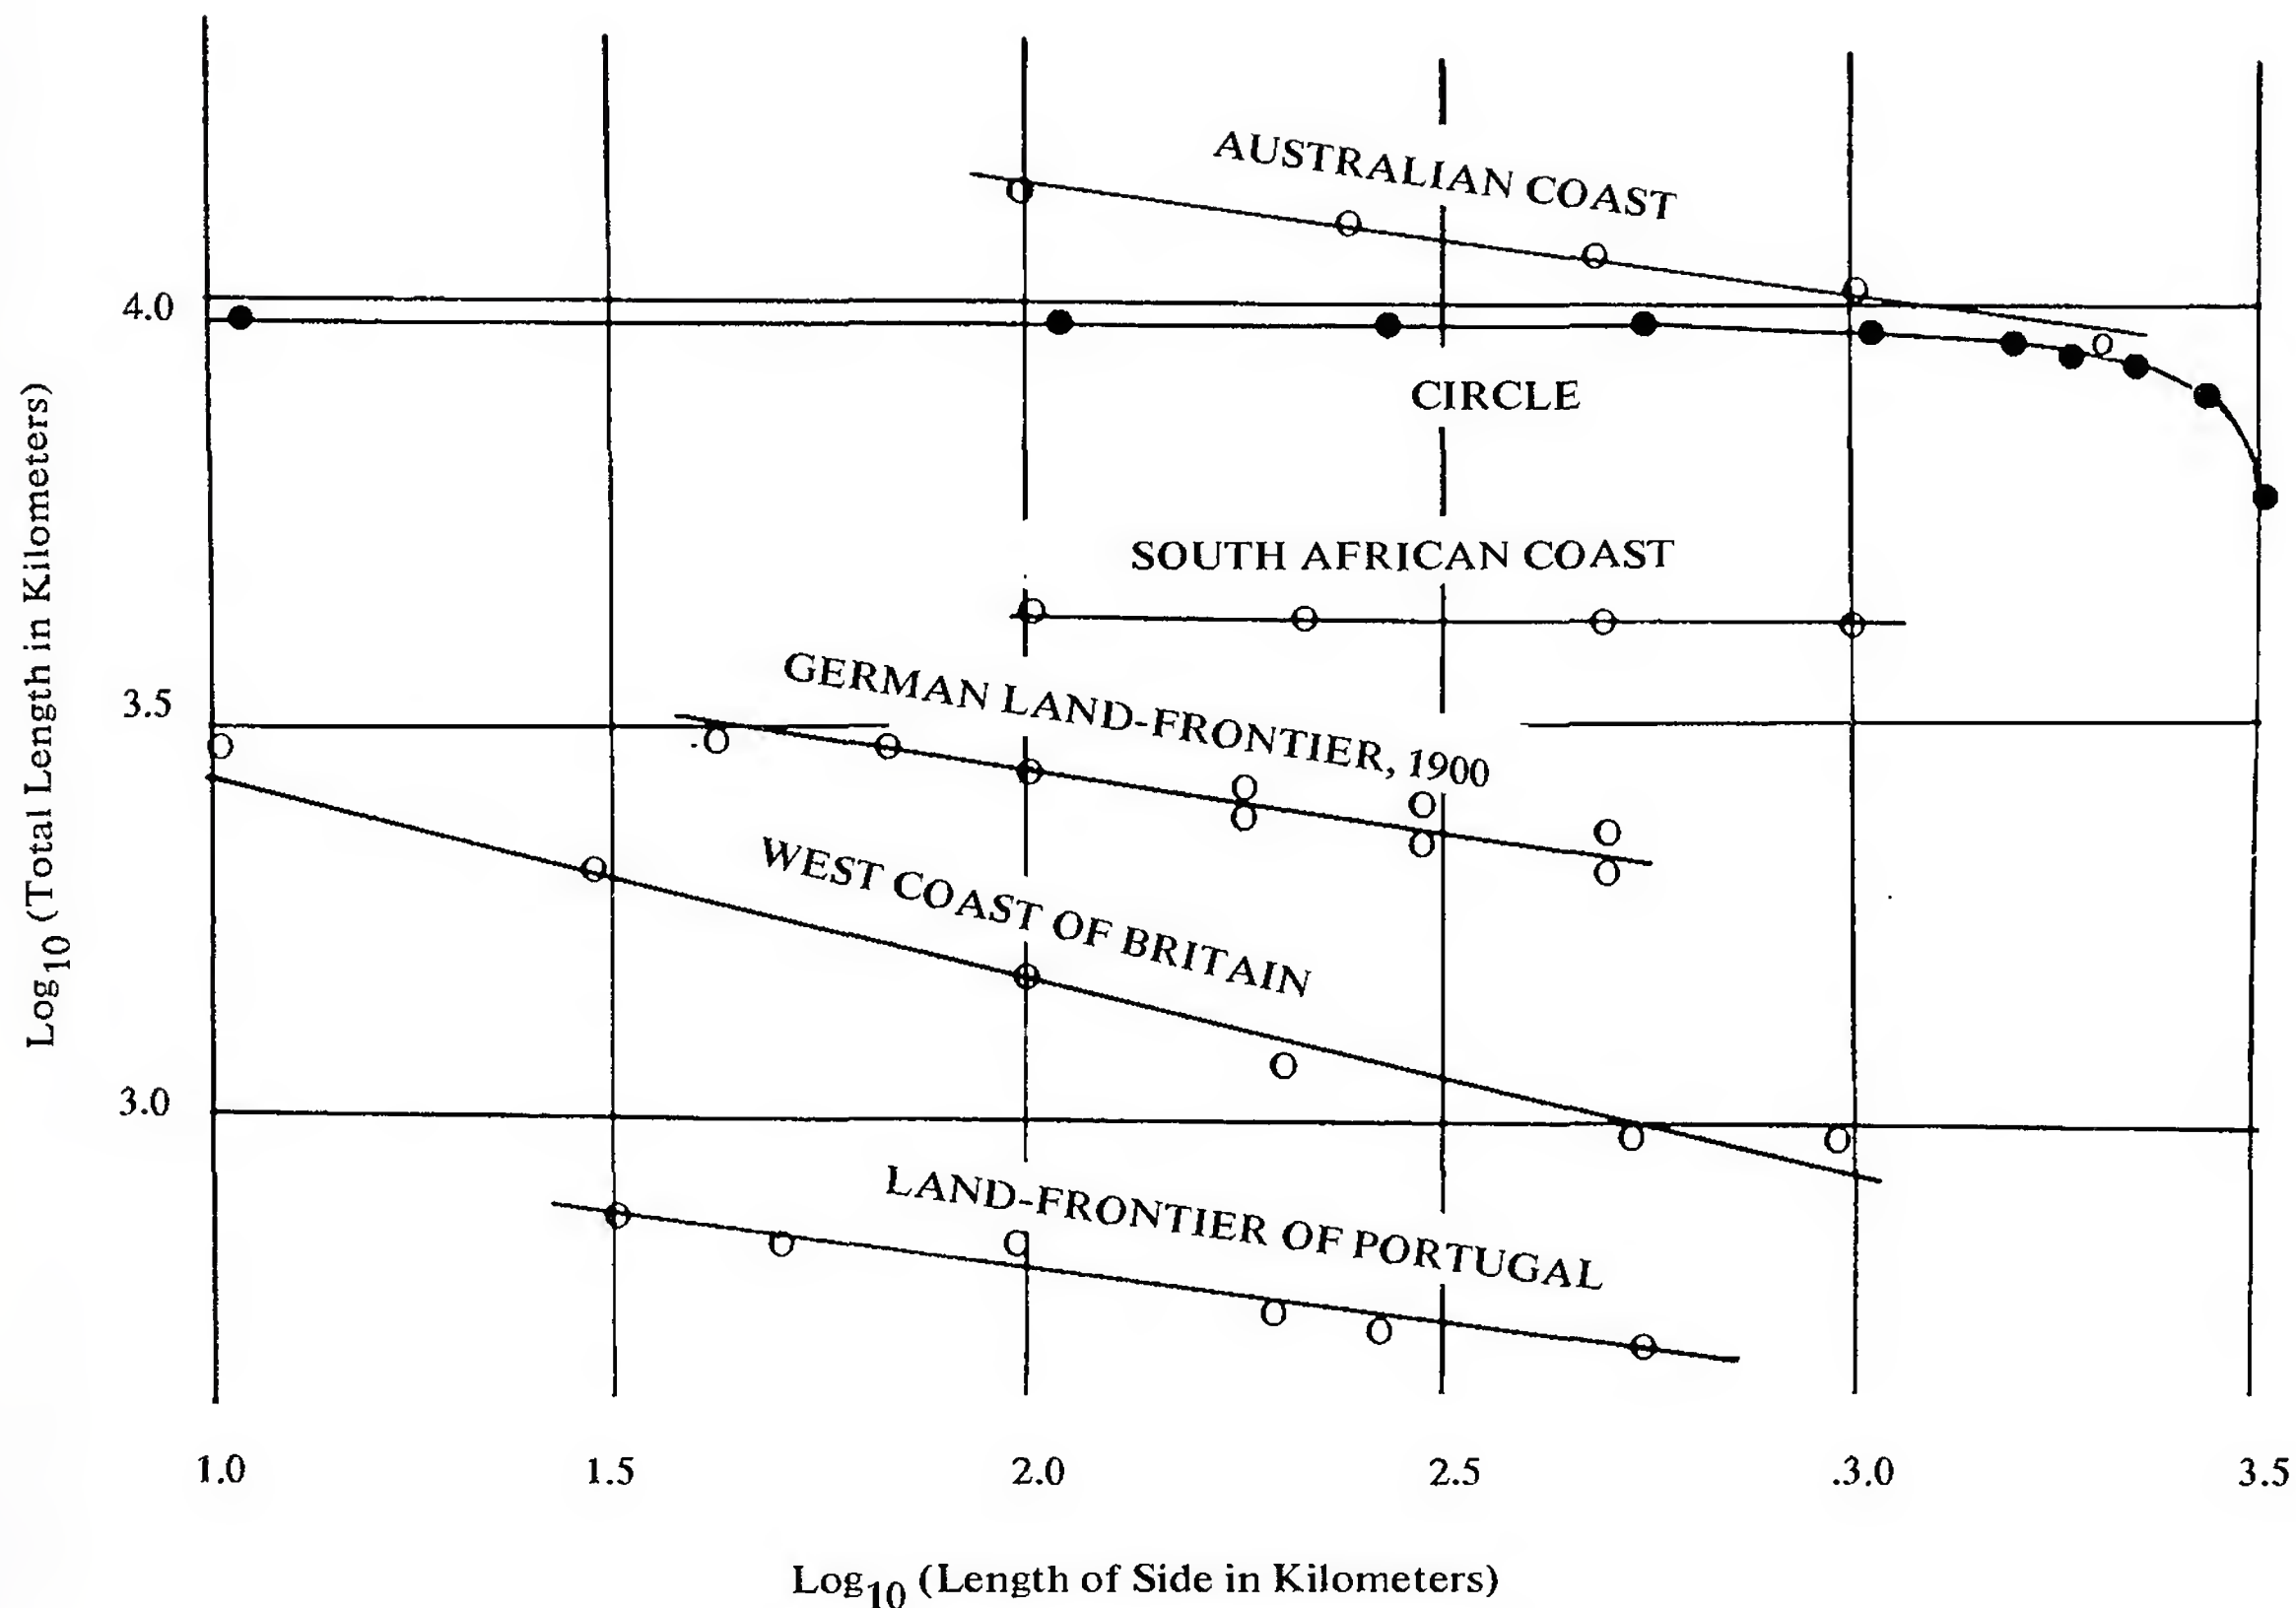 Log10 (Total Length in Kilometers)
4.0
3.5
3.0
AUSTRALIAN COAST
CIRCLE
SOUTH AFRICAN COAST
GERMAN LAND-FRONTIER, 1900
WEST COAST OF BRITAIN
LAND-FRONTIER OF PORTUGAL
1.0 1.5 2.0 2.5 .3.0 3.5
Log10 (Length of Side in Kilometers)